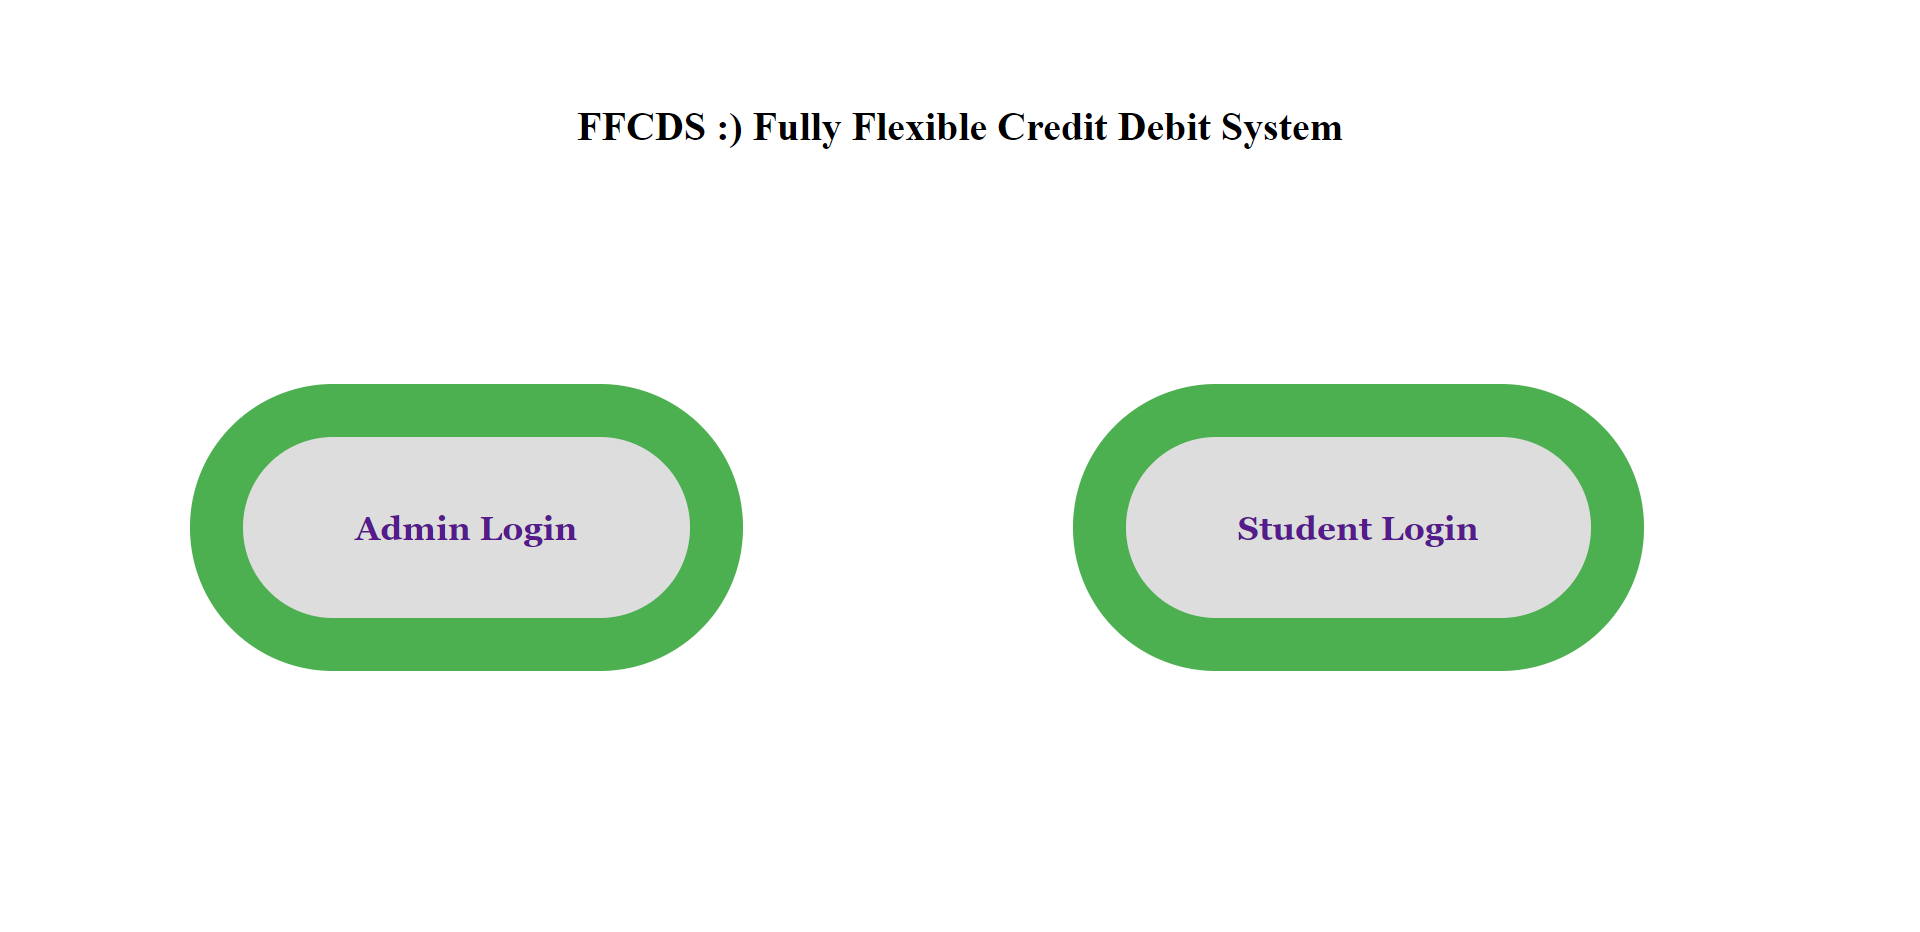 FFCDS :) Fully Flexible Credit Debit System
Admin Login
Student Login